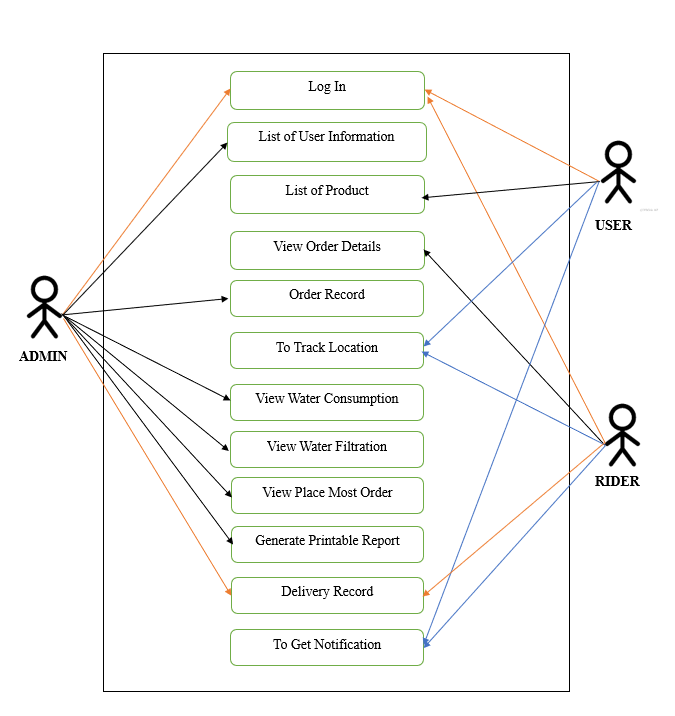 Log In
List of User Information
List of Product
USER
View Order Details
Order Record
ADMIN
To Track Location
View Water Consumption
View Water Filtration
RIDER
View Place Most Order
Generate Printable Report
Delivery Record
To Get Notification